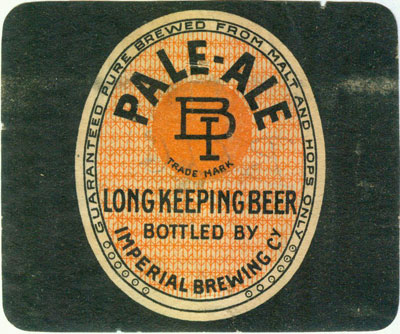 GUARANTEED PURE BREWED FROM MALT AND HOPS ONLY
PALE-ALE
BI
TRADE MARK
LONG KEEPING BEER
BOTTLED BY
IMPERIAL BREWING Cy